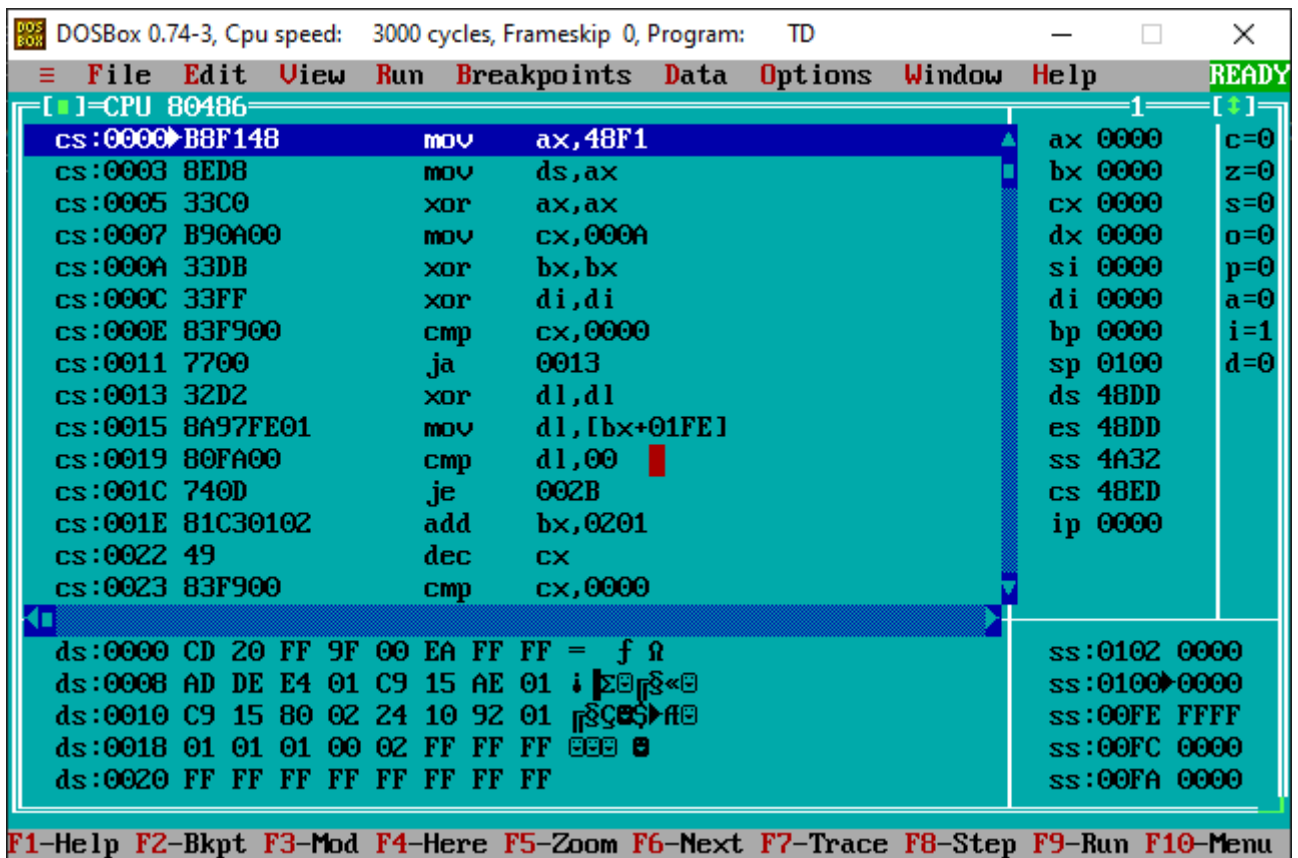 DOSBox 0.74-3, Cpu speed: 3000 cycles, Frameskip 0, Program: TD
≡ File Edit View Run Breakpoints Data Options Window Help READY
[■]=CPU 80486 1 [↕]
cs:0000►B8F148 mov ax,48F1
cs:0003 8ED8 mov ds,ax
cs:0005 33C0 xor ax,ax
cs:0007 B90A00 mov cx,000A
cs:000A 33DB xor bx,bx
cs:000C 33FF xor di,di
cs:000E 83F900 cmp cx,0000
cs:0011 7700 ja 0013
cs:0013 32D2 xor dl,dl
cs:0015 8A97FE01 mov dl,[bx+01FE]
cs:0019 80FA00 cmp dl,00
cs:001C 740D je 002B
cs:001E 81C30102 add bx,0201
cs:0022 49 dec cx
cs:0023 83F900 cmp cx,0000
ax 0000 c=0
bx 0000 z=0
cx 0000 s=0
dx 0000 o=0
si 0000 p=0
di 0000 a=0
bp 0000 i=1
sp 0100 d=0
ds 48DD
es 48DD
ss 4A32
cs 48ED
ip 0000
ds:0000 CD 20 FF 9F 00 EA FF FF = ƒ Ω
ds:0008 AD DE E4 01 C9 15 AE 01 ¡▐Σ☺╔§«☺
ds:0010 C9 15 80 02 24 10 92 01 ╔§Ç☻$►Æ☺
ds:0018 01 01 01 00 02 FF FF FF ☺☺☺ ☻
ds:0020 FF FF FF FF FF FF FF FF
ss:0102 0000
ss:0100►0000
ss:00FE FFFF
ss:00FC 0000
ss:00FA 0000
F1-Help F2-Bkpt F3-Mod F4-Here F5-Zoom F6-Next F7-Trace F8-Step F9-Run F10-Menu